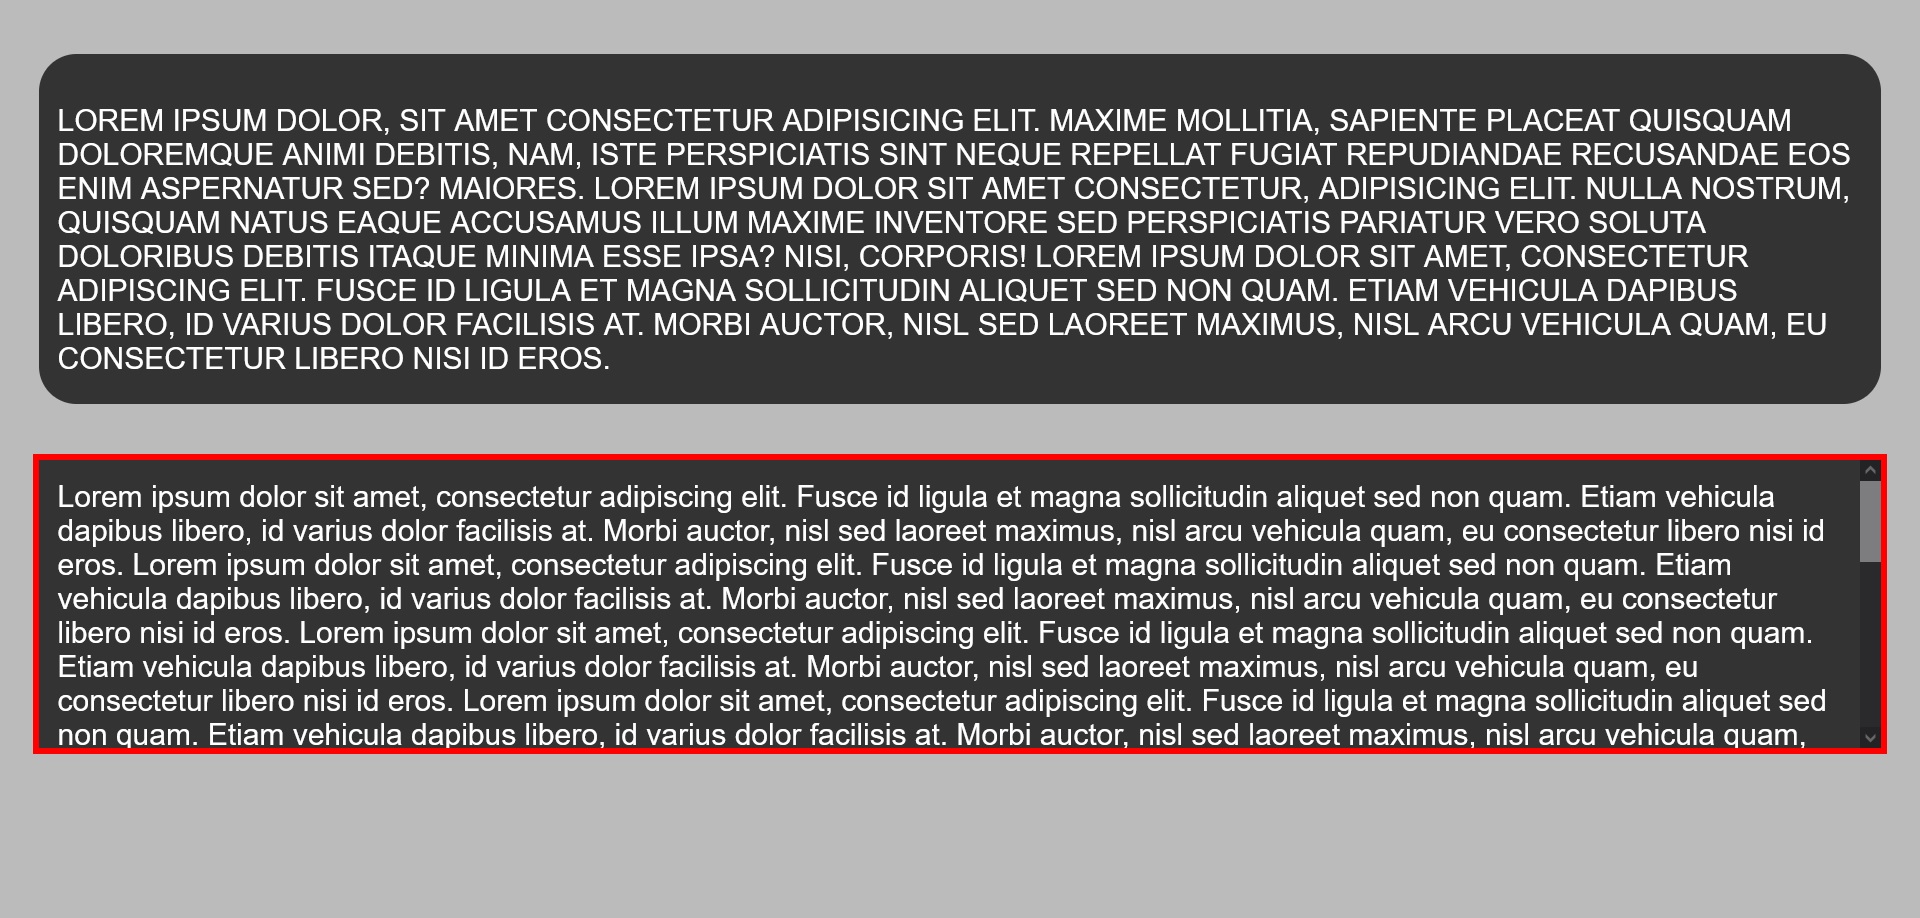 LOREM IPSUM DOLOR, SIT AMET CONSECTETUR ADIPISICING ELIT. MAXIME MOLLITIA, SAPIENTE PLACEAT QUISQUAM
DOLOREMQUE ANIMI DEBITIS, NAM, ISTE PERSPICIATIS SINT NEQUE REPELLAT FUGIAT REPUDIANDAE RECUSANDAE EOS
ENIM ASPERNATUR SED? MAIORES. LOREM IPSUM DOLOR SIT AMET CONSECTETUR, ADIPISICING ELIT. NULLA NOSTRUM,
QUISQUAM NATUS EAQUE ACCUSAMUS ILLUM MAXIME INVENTORE SED PERSPICIATIS PARIATUR VERO SOLUTA
DOLORIBUS DEBITIS ITAQUE MINIMA ESSE IPSA? NISI, CORPORIS! LOREM IPSUM DOLOR SIT AMET, CONSECTETUR
ADIPISCING ELIT. FUSCE ID LIGULA ET MAGNA SOLLICITUDIN ALIQUET SED NON QUAM. ETIAM VEHICULA DAPIBUS
LIBERO, ID VARIUS DOLOR FACILISIS AT. MORBI AUCTOR, NISL SED LAOREET MAXIMUS, NISL ARCU VEHICULA QUAM, EU
CONSECTETUR LIBERO NISI ID EROS.
Lorem ipsum dolor sit amet, consectetur adipiscing elit. Fusce id ligula et magna sollicitudin aliquet sed non quam. Etiam vehicula
dapibus libero, id varius dolor facilisis at. Morbi auctor, nisl sed laoreet maximus, nisl arcu vehicula quam, eu consectetur libero nisi id
eros. Lorem ipsum dolor sit amet, consectetur adipiscing elit. Fusce id ligula et magna sollicitudin aliquet sed non quam. Etiam
vehicula dapibus libero, id varius dolor facilisis at. Morbi auctor, nisl sed laoreet maximus, nisl arcu vehicula quam, eu consectetur
libero nisi id eros. Lorem ipsum dolor sit amet, consectetur adipiscing elit. Fusce id ligula et magna sollicitudin aliquet sed non quam.
Etiam vehicula dapibus libero, id varius dolor facilisis at. Morbi auctor, nisl sed laoreet maximus, nisl arcu vehicula quam, eu
consectetur libero nisi id eros. Lorem ipsum dolor sit amet, consectetur adipiscing elit. Fusce id ligula et magna sollicitudin aliquet sed
non quam. Etiam vehicula dapibus libero, id varius dolor facilisis at. Morbi auctor, nisl sed laoreet maximus, nisl arcu vehicula quam,